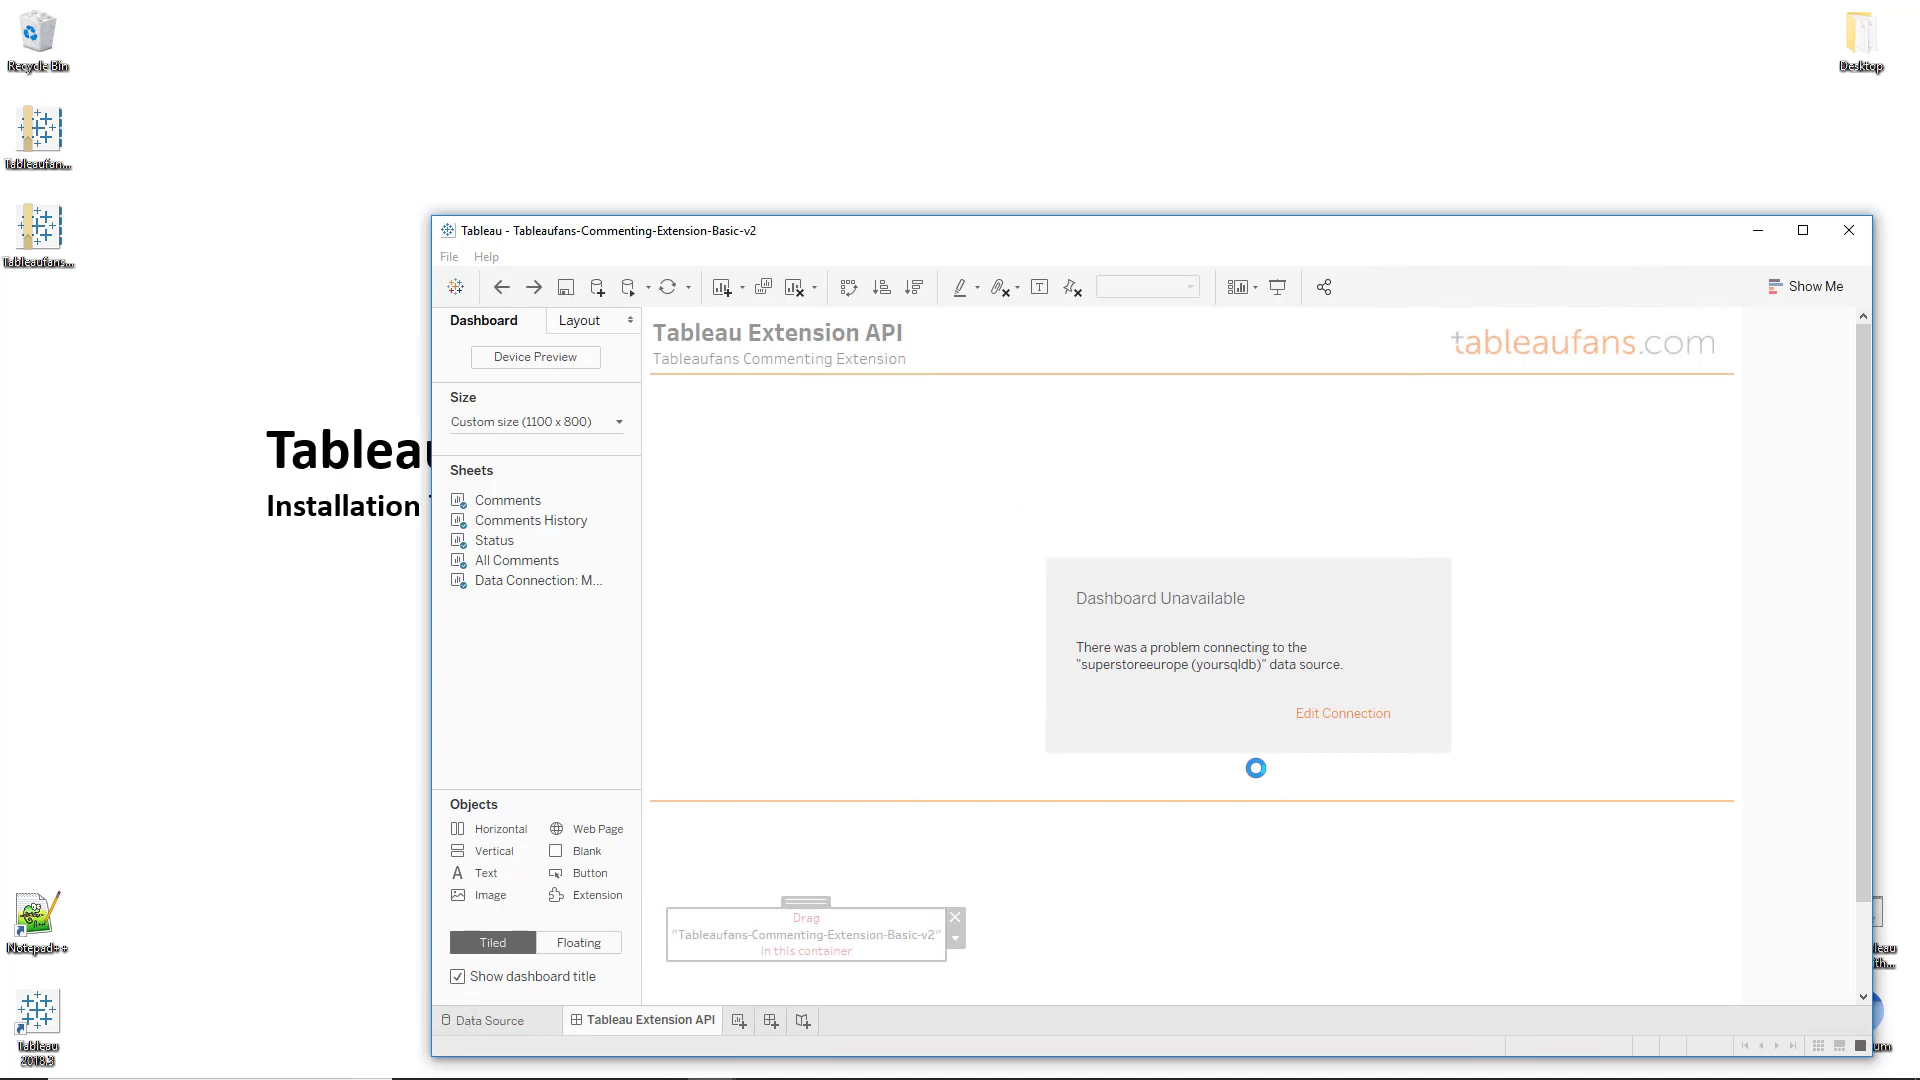 Recycle Bin
Desktop
Tableaufan...
Tableaufans...
Tableau - Tableaufans-Commenting-Extension-Basic-v2
File Help
Show Me
Dashboard Layout
Device Preview
Size
Custom size (1100 x 800)
Sheets
Comments
Comments History
Status
All Comments
Data Connection: M...
Objects
Horizontal Web Page
Vertical Blank
Text Button
Image Extension
Tiled Floating
Show dashboard title
Tableau Extension API
Tableaufans Commenting Extension
tableaufans.com
Dashboard Unavailable
There was a problem connecting to the
"superstoreeurope (yoursqldb)" data source.
Edit Connection
Drag
"Tableaufans-Commenting-Extension-Basic-v2"
in this container
Data Source Tableau Extension API
Tableau
Installation
Notepad++
Tableau
2018.3